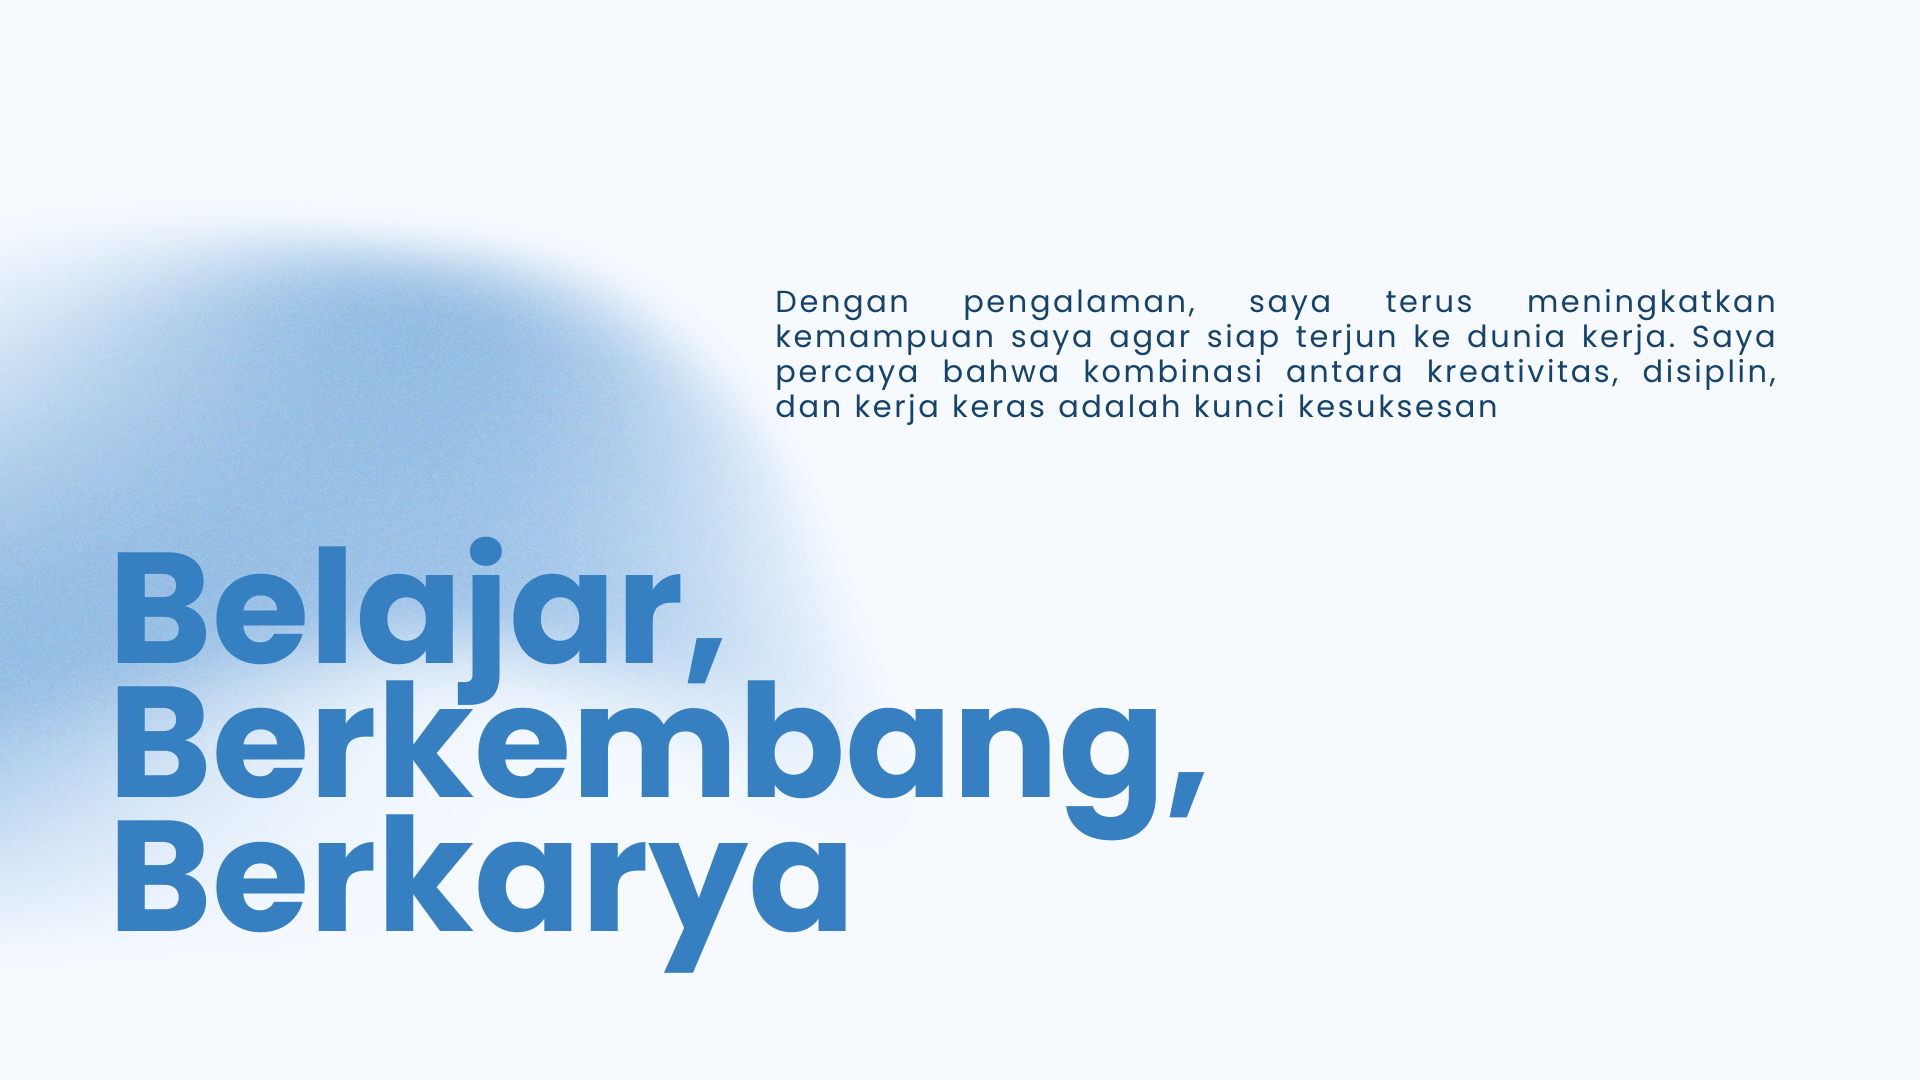 Dengan pengalaman, saya terus meningkatkan
kemampuan saya agar siap terjun ke dunia kerja. Saya
percaya bahwa kombinasi antara kreativitas, disiplin,
dan kerja keras adalah kunci kesuksesan
Belajar,
Berkembang,
Berkarya